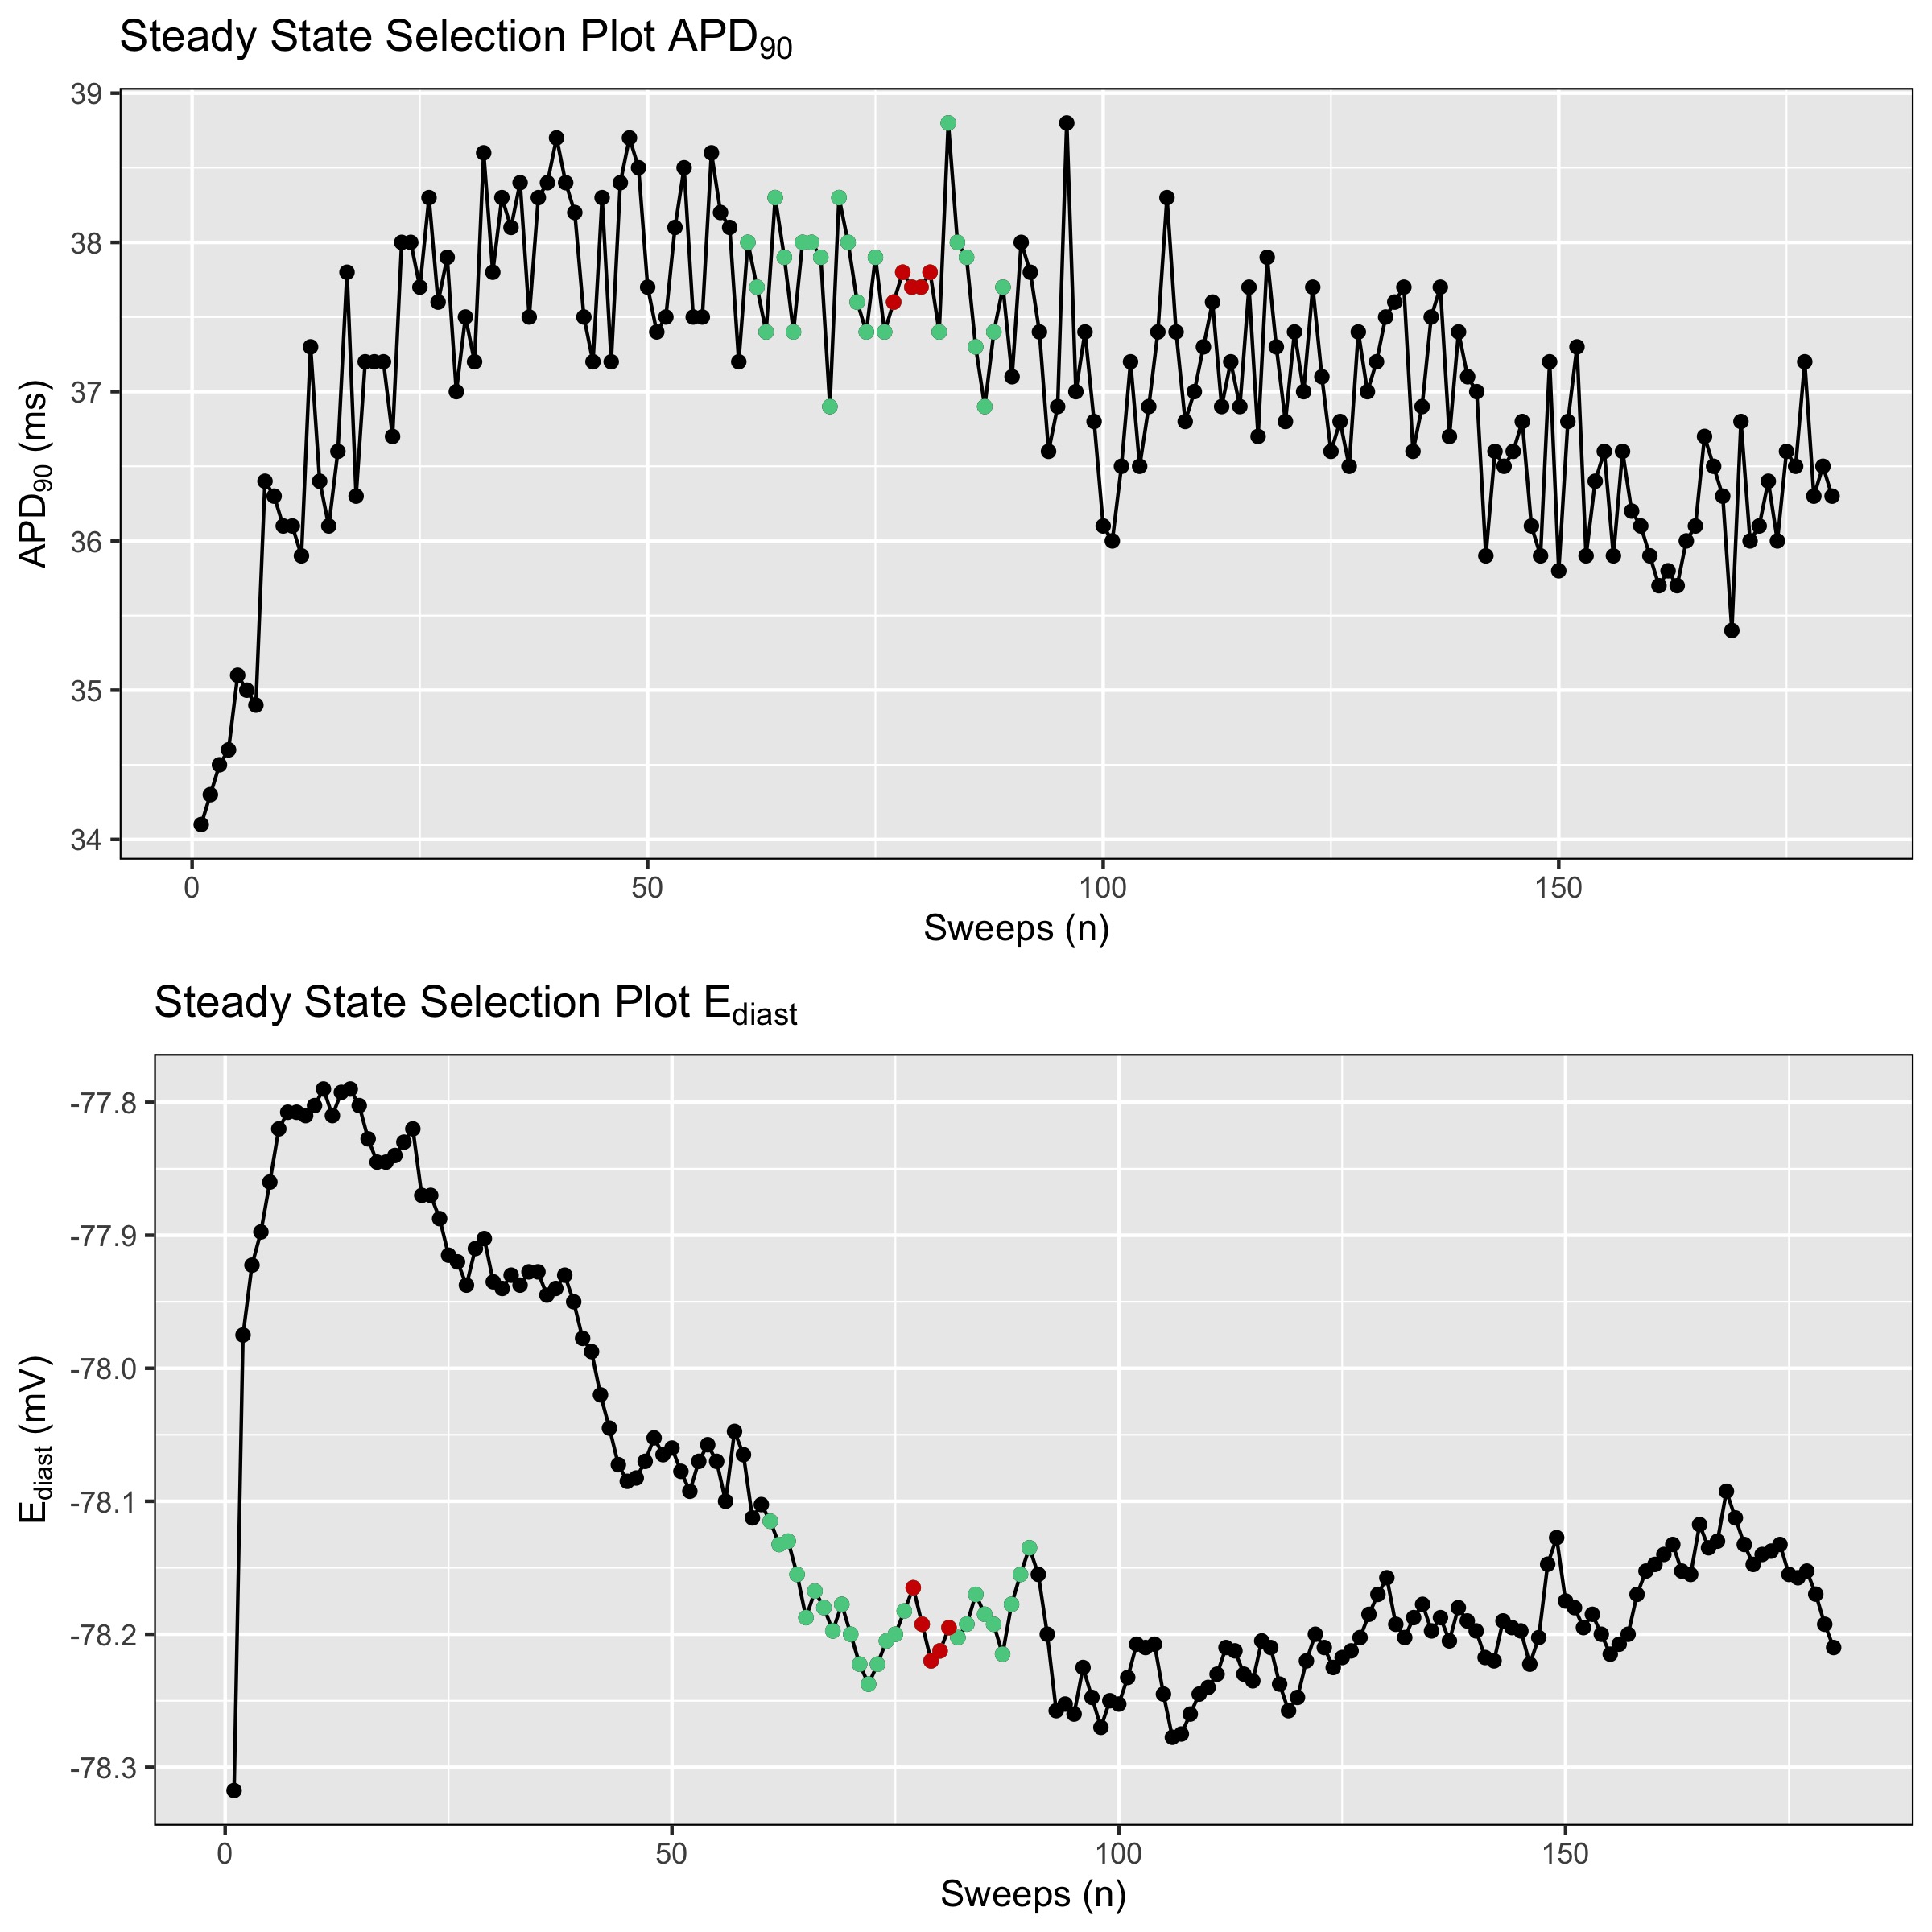 Steady State Selection Plot APD90
39
38
37
36
35
34
APD90 (ms)
0 50 100 150
Sweeps (n)
Steady State Selection Plot Ediast
-77.8
-77.9
-78.0
-78.1
-78.2
-78.3
Ediast (mV)
0 50 100 150
Sweeps (n)